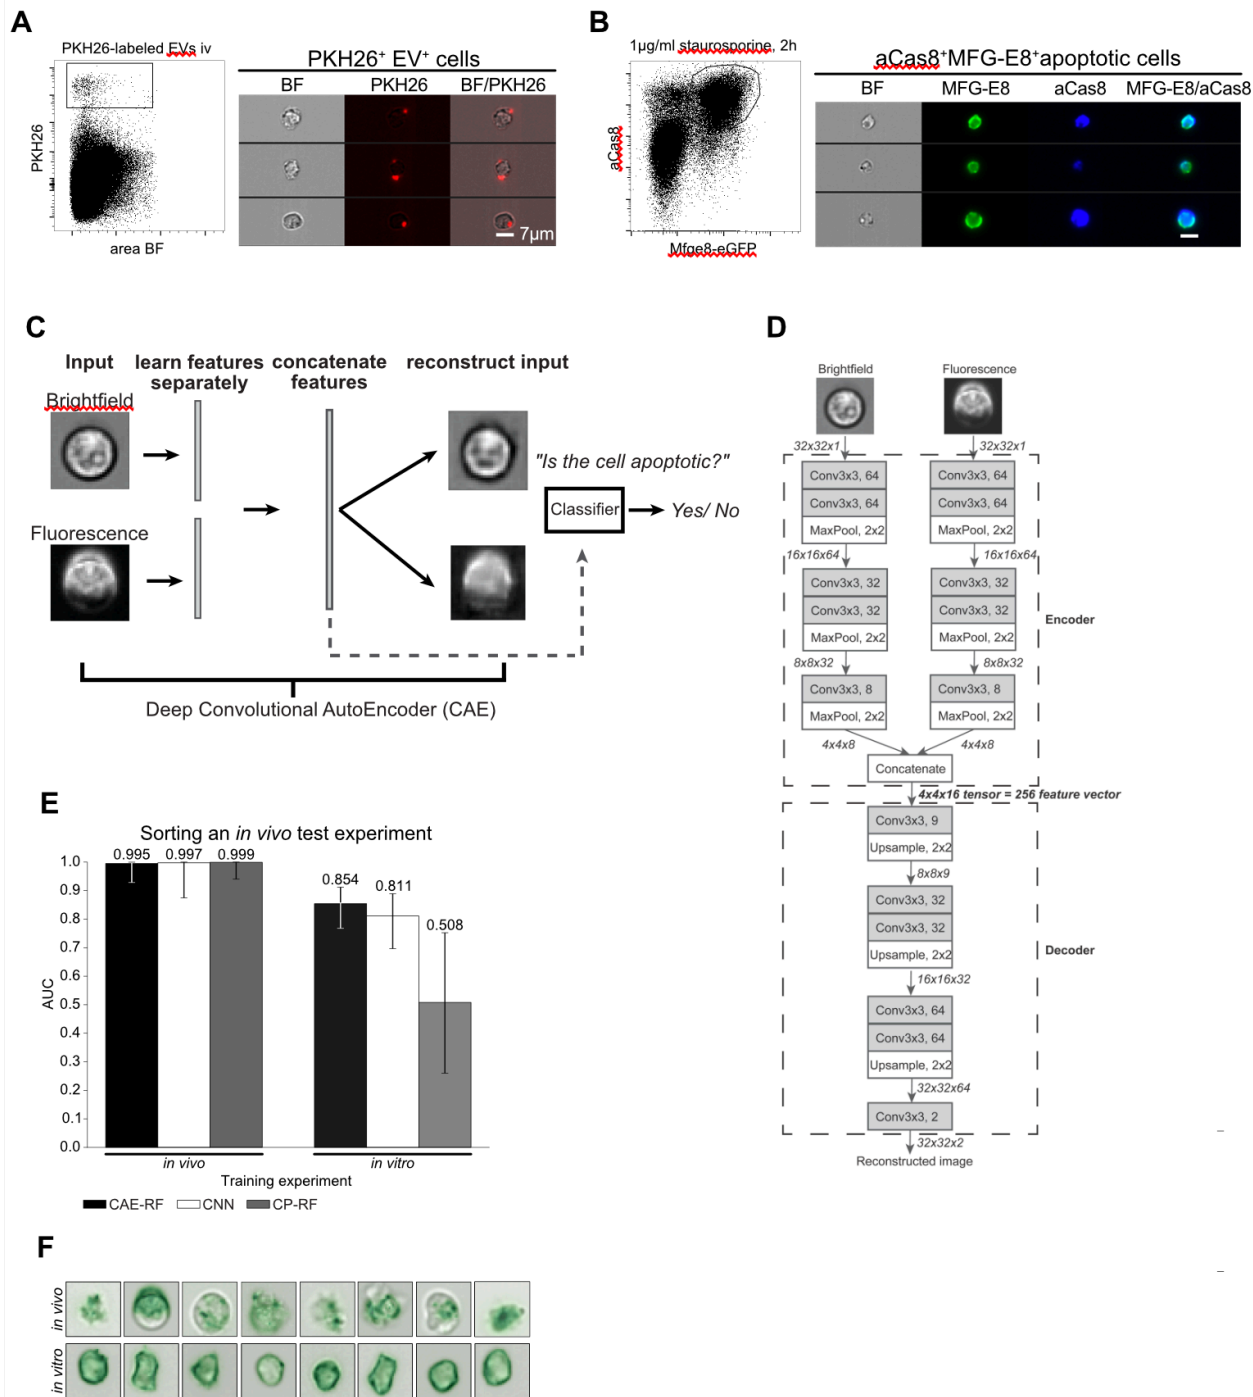 A
PKH26-labeled EVs iv
PKH26
area BF
PKH26⁺ EV⁺ cells
BF PKH26 BF/PKH26
7µm
B
1µg/ml staurosporine, 2h
aCas8
Mfge8-eGFP
aCas8⁺MFG-E8⁺apoptotic cells
BF MFG-E8 aCas8 MFG-E8/aCas8
C
Input
learn features
separately
concatenate
features
reconstruct input
Brightfield
Fluorescence
"Is the cell apoptotic?"
Classifier
Yes/ No
Deep Convolutional AutoEncoder (CAE)
D
Brightfield Fluorescence
32x32x1 32x32x1
Conv3x3, 64 Conv3x3, 64
Conv3x3, 64 Conv3x3, 64
MaxPool, 2x2 MaxPool, 2x2
16x16x64 16x16x64
Conv3x3, 32 Conv3x3, 32
Conv3x3, 32 Conv3x3, 32
MaxPool, 2x2 MaxPool, 2x2
Encoder
8x8x32 8x8x32
Conv3x3, 8 Conv3x3, 8
MaxPool, 2x2 MaxPool, 2x2
4x4x8 4x4x8
Concatenate
4x4x16 tensor = 256 feature vector
Conv3x3, 9
Upsample, 2x2
8x8x9
Conv3x3, 32
Conv3x3, 32
Upsample, 2x2
Decoder
16x16x32
Conv3x3, 64
Conv3x3, 64
Upsample, 2x2
32x32x64
Conv3x3, 2
32x32x2
Reconstructed image
E
Sorting an in vivo test experiment
0.995 0.997 0.999
0.854 0.811 0.508
AUC
1.0
0.9
0.8
0.7
0.6
0.5
0.4
0.3
0.2
0.1
0.0
in vivo in vitro
Training experiment
CAE-RF CNN CP-RF
F
in vivo
in vitro